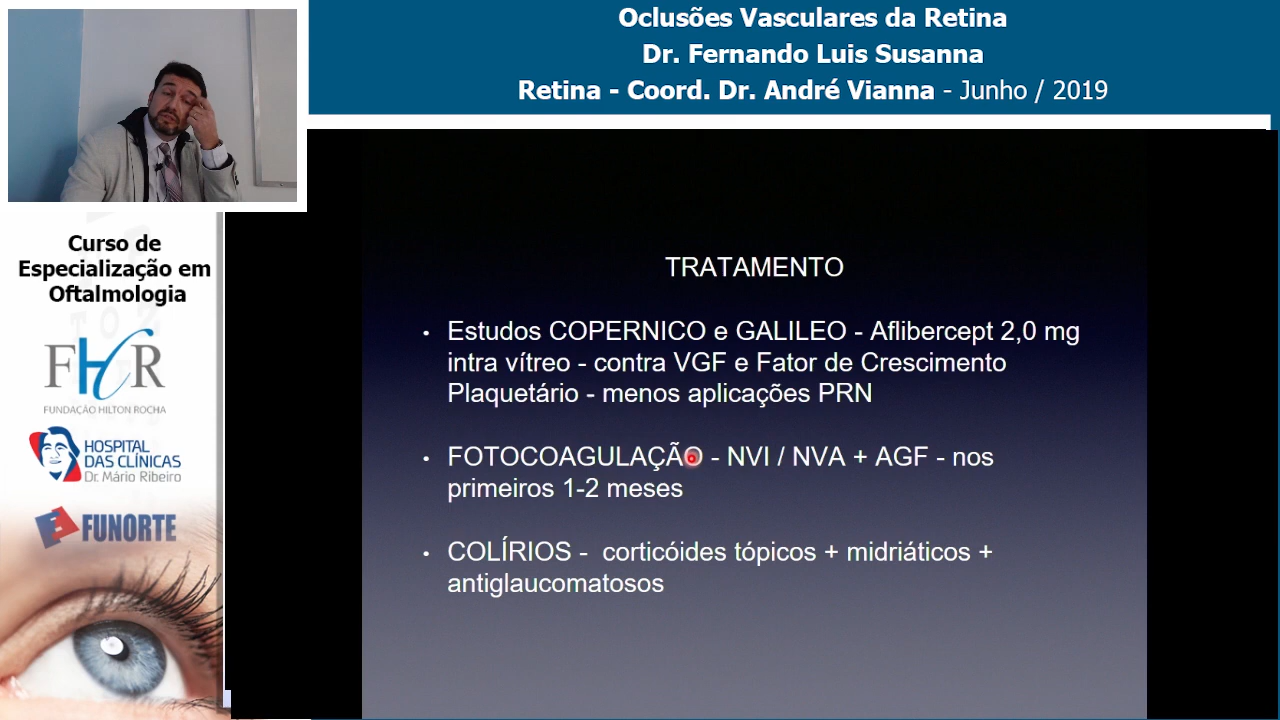 Oclusões Vasculares da Retina
Dr. Fernando Luis Susanna
Retina - Coord. Dr. André Vianna - Junho / 2019
Curso de
Especialização em
Oftalmologia
FHR
FUNDAÇÃO HILTON ROCHA
HOSPITAL
DAS CLÍNICAS
Dr. Mário Ribeiro
FUNORTE
TRATAMENTO
• Estudos COPERNICO e GALILEO - Aflibercept 2,0 mg
intra vítreo - contra VGF e Fator de Crescimento
Plaquetário - menos aplicações PRN
• FOTOCOAGULAÇÃO - NVI / NVA + AGF - nos
primeiros 1-2 meses
• COLÍRIOS - corticóides tópicos + midriáticos +
antiglaucomatosos